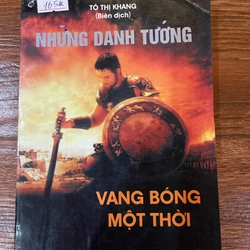 165K
TÔ THỊ KHANG
(Biên dịch)
NHỮNG DANH TƯỚNG
VANG BÓNG
MỘT THỜI